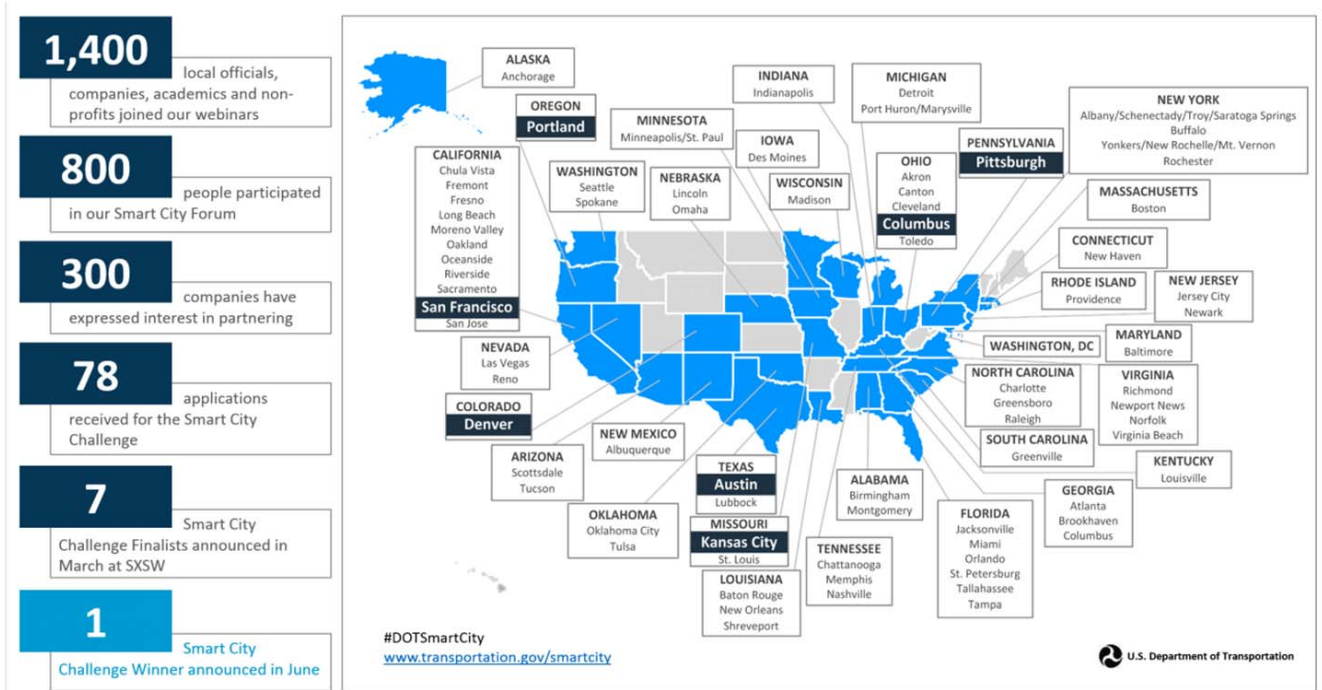 1,400
local officials,
companies, academics and non-
profits joined our webinars
800
people participated
in our Smart City Forum
300
companies have
expressed interest in partnering
78
applications
received for the Smart City
Challenge
7
Smart City
Challenge Finalists announced in
March at SXSW
1
Smart City
Challenge Winner announced in June
ALASKA
Anchorage
OREGON
Portland
CALIFORNIA
Chula Vista
Fremont
Fresno
Long Beach
Moreno Valley
Oakland
Oceanside
Riverside
Sacramento
San Francisco
San Jose
WASHINGTON
Seattle
Spokane
MINNESOTA
Minneapolis/St. Paul
NEBRASKA
Lincoln
Omaha
INDIANA
Indianapolis
IOWA
Des Moines
WISCONSIN
Madison
MICHIGAN
Detroit
Port Huron/Marysville
OHIO
Akron
Canton
Cleveland
Columbus
Toledo
PENNSYLVANIA
Pittsburgh
NEW YORK
Albany/Schenectady/Troy/Saratoga Springs
Buffalo
Yonkers/New Rochelle/Mt. Vernon
Rochester
MASSACHUSETTS
Boston
CONNECTICUT
New Haven
RHODE ISLAND
Providence
NEW JERSEY
Jersey City
Newark
WASHINGTON, DC
MARYLAND
Baltimore
NEVADA
Las Vegas
Reno
COLORADO
Denver
ARIZONA
Scottsdale
Tucson
NEW MEXICO
Albuquerque
OKLAHOMA
Oklahoma City
Tulsa
TEXAS
Austin
Lubbock
MISSOURI
Kansas City
St. Louis
LOUISIANA
Baton Rouge
New Orleans
Shreveport
TENNESSEE
Chattanooga
Memphis
Nashville
ALABAMA
Birmingham
Montgomery
NORTH CAROLINA
Charlotte
Greensboro
Raleigh
SOUTH CAROLINA
Greenville
VIRGINIA
Richmond
Newport News
Norfolk
Virginia Beach
KENTUCKY
Louisville
GEORGIA
Atlanta
Brookhaven
Columbus
FLORIDA
Jacksonville
Miami
Orlando
St. Petersburg
Tallahassee
Tampa
#DOTSmartCity
www.transportation.gov/smartcity
U.S. Department of Transportation